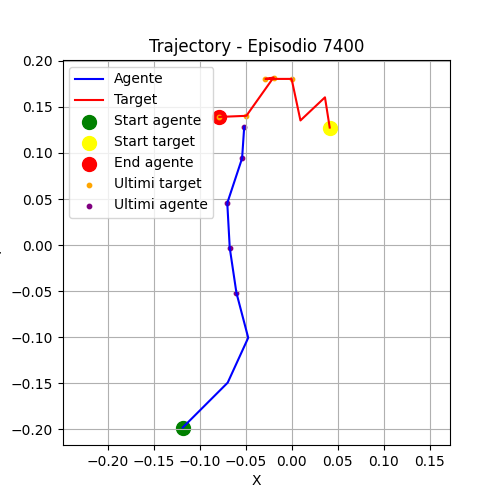 Trajectory - Episodio 7400
Agente
Target
Start agente
Start target
End agente
Ultimi target
Ultimi agente
0.20
0.15
0.10
0.05
0.00
−0.05
−0.10
−0.15
−0.20
−0.20 −0.15 −0.10 −0.05 0.00 0.05 0.10 0.15
X